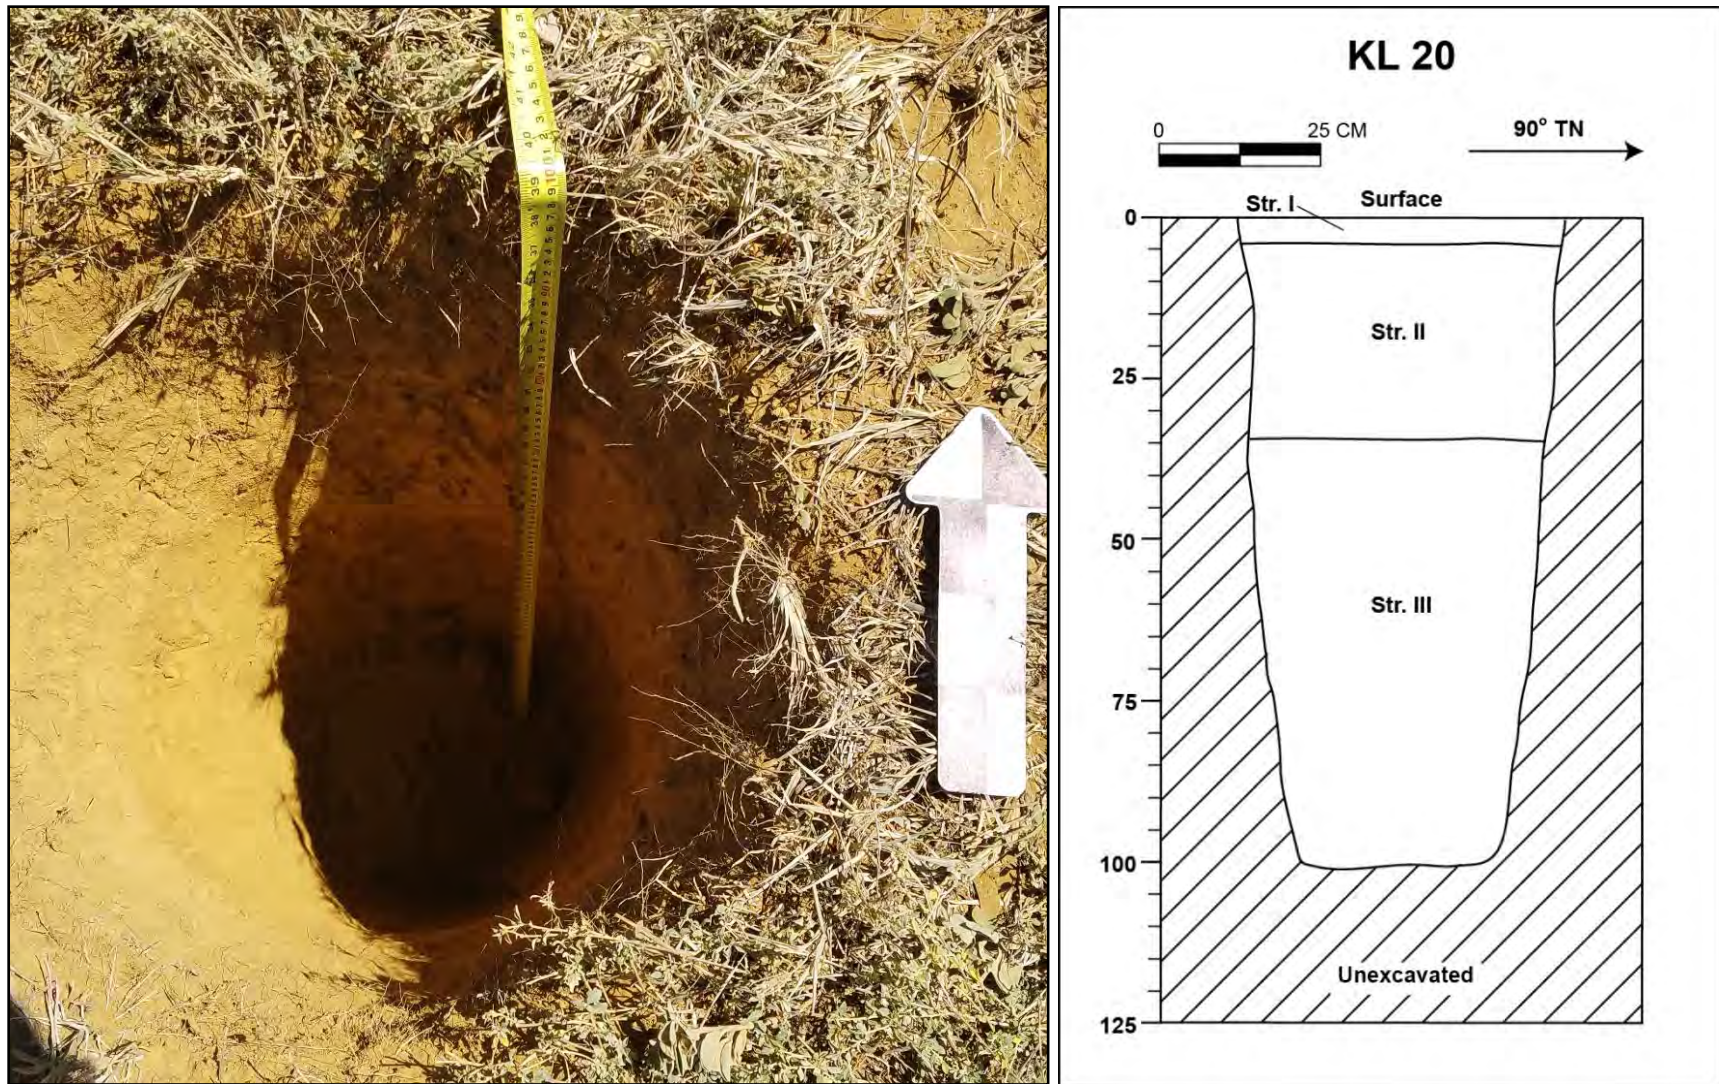 KL 20
0 25 CM
90° TN
Str. I
Surface
0
Str. II
25
50
Str. III
75
100
Unexcavated
125